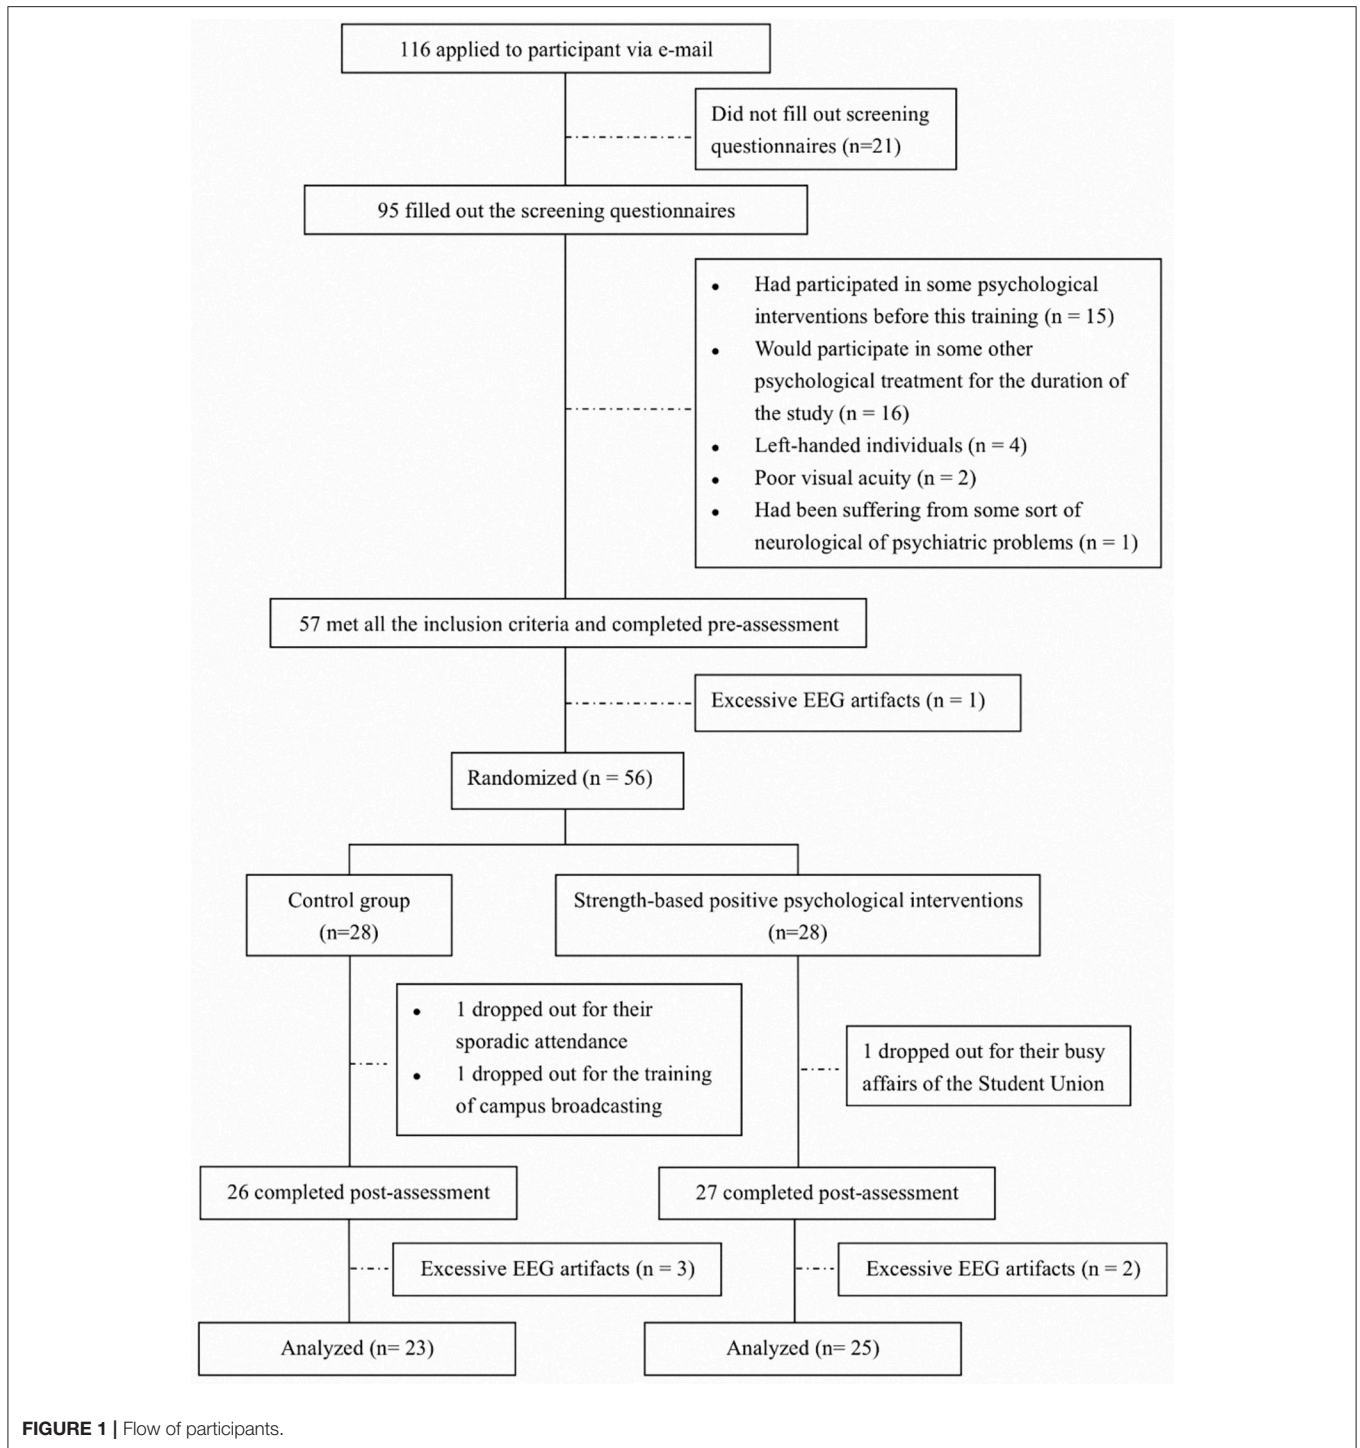 116 applied to participant via e-mail
Did not fill out screening
questionnaires (n=21)
95 filled out the screening questionnaires
• Had participated in some psychological
interventions before this training (n = 15)
• Would participate in some other
psychological treatment for the duration of
the study (n = 16)
• Left-handed individuals (n = 4)
• Poor visual acuity (n = 2)
• Had been suffering from some sort of
neurological of psychiatric problems (n = 1)
57 met all the inclusion criteria and completed pre-assessment
Excessive EEG artifacts (n = 1)
Randomized (n = 56)
Control group
(n=28)
Strength-based positive psychological interventions
(n=28)
• 1 dropped out for their
sporadic attendance
• 1 dropped out for the training
of campus broadcasting
1 dropped out for their busy
affairs of the Student Union
26 completed post-assessment
27 completed post-assessment
Excessive EEG artifacts (n = 3)
Excessive EEG artifacts (n = 2)
Analyzed (n= 23)
Analyzed (n= 25)
FIGURE 1 | Flow of participants.